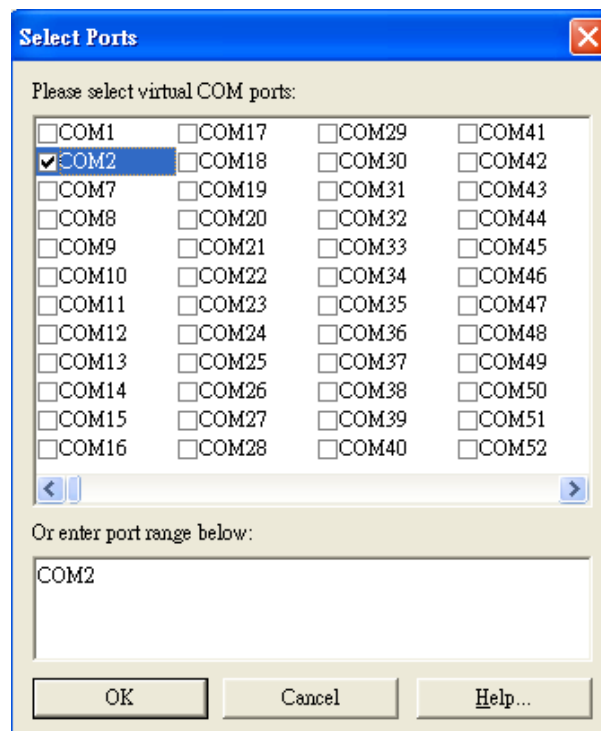 Select Ports
Please select virtual COM ports:
COM1 COM17 COM29 COM41
COM2 COM18 COM30 COM42
COM7 COM19 COM31 COM43
COM8 COM20 COM32 COM44
COM9 COM21 COM33 COM45
COM10 COM22 COM34 COM46
COM11 COM23 COM35 COM47
COM12 COM24 COM36 COM48
COM13 COM25 COM37 COM49
COM14 COM26 COM38 COM50
COM15 COM27 COM39 COM51
COM16 COM28 COM40 COM52
Or enter port range below:
COM2
OK Cancel Help...